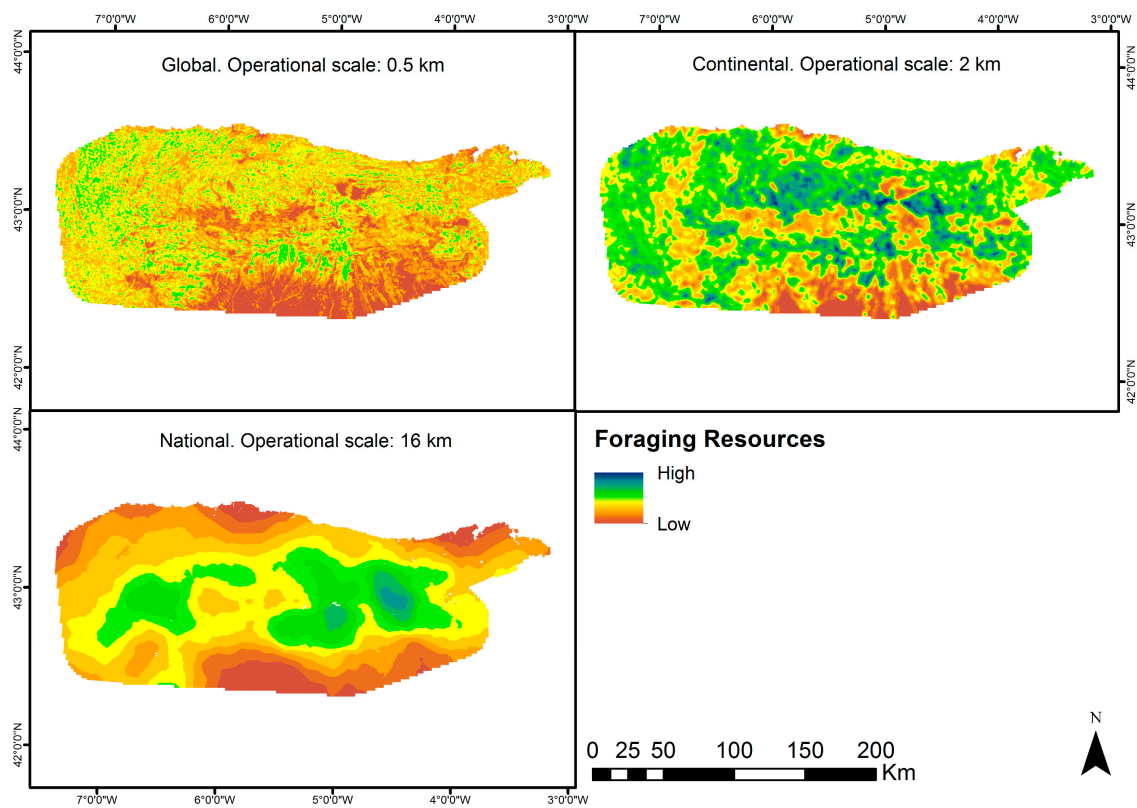 7°0'0"W 6°0'0"W 5°0'0"W 4°0'0"W 3°0'0"W 7°0'0"W 6°0'0"W 5°0'0"W 4°0'0"W 3°0'0"W
Global. Operational scale: 0.5 km
Continental. Operational scale: 2 km
44°0'0"N
43°0'0"N
42°0'0"N
44°0'0"N
43°0'0"N
42°0'0"N
National. Operational scale: 16 km
44°0'0"N
43°0'0"N
42°0'0"N
7°0'0"W 6°0'0"W 5°0'0"W 4°0'0"W 3°0'0"W
Foraging Resources
High
Low
N
0 25 50 100 150 200
Km